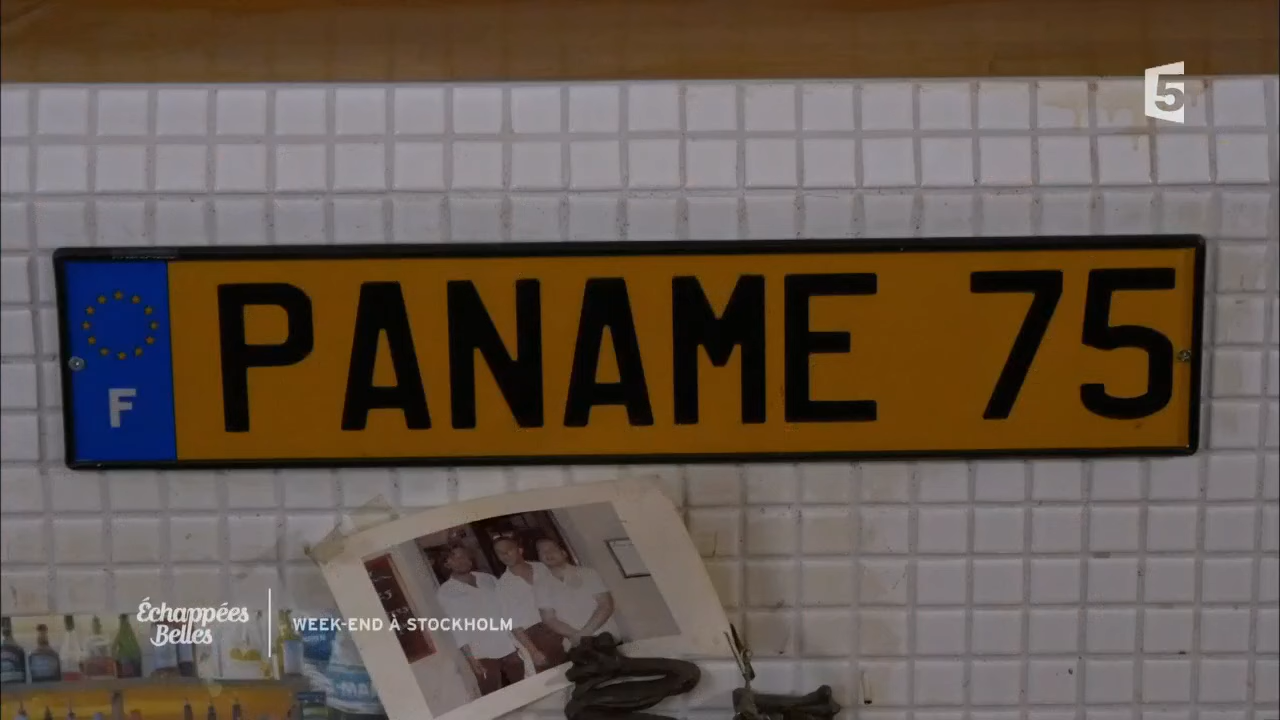 5
F
PANAME 75
Échappées
Belles
WEEK-END À STOCKHOLM